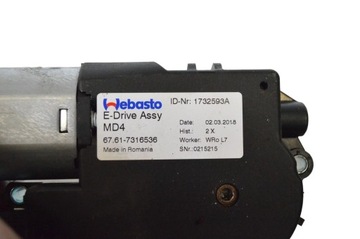 Webasto ID-Nr: 1732593A
E-Drive Assy
MD4 Date: 02.03.2018
Hist.: 2 X
67.61-7316536 Worker: WRo L7
Made in Romania SNr.:0215215